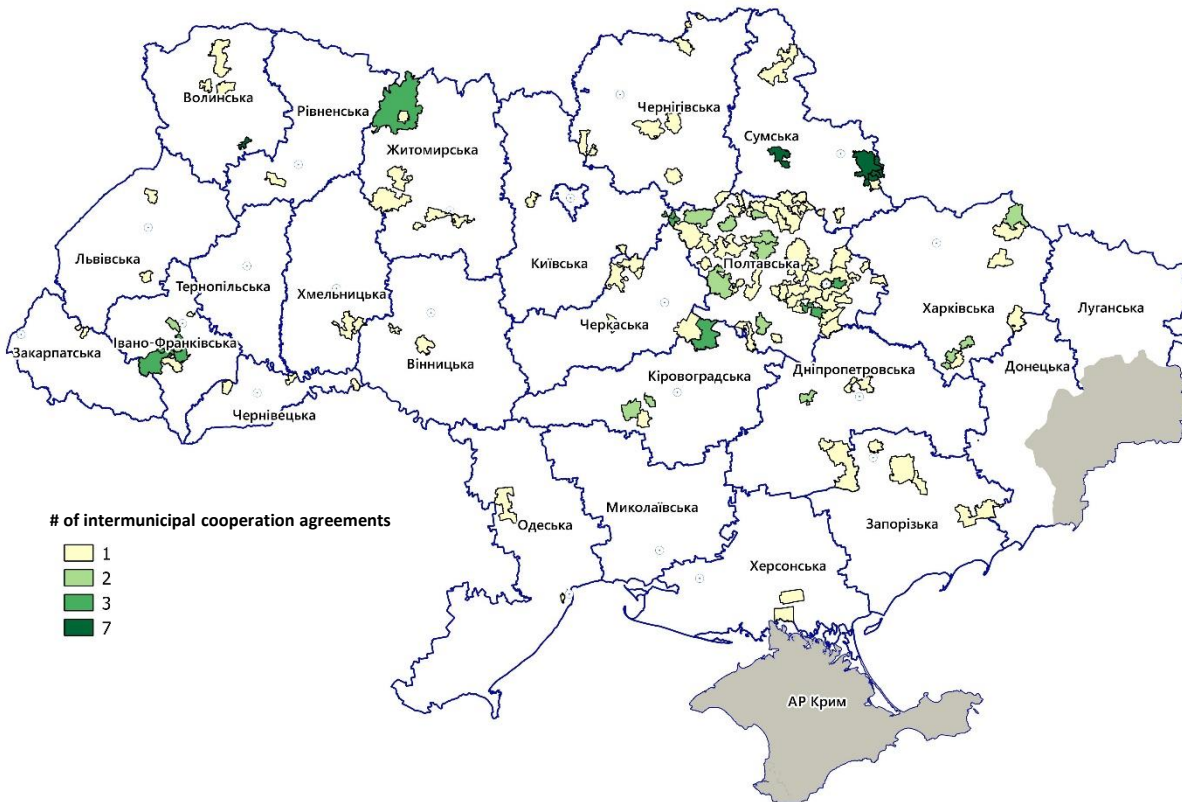 Волинська
Рівненська
Житомирська
Чернігівська
Сумська
Львівська
Тернопільська
Хмельницька
Київська
Полтавська
Харківська
Луганська
Закарпатська
Івано-Франківська
Вінницька
Черкаська
Чернівецька
Кіровоградська
Дніпропетровська
Донецька
Одеська
Миколаївська
Запорізька
Херсонська
АР Крим
# of intermunicipal cooperation agreements
1
2
3
7